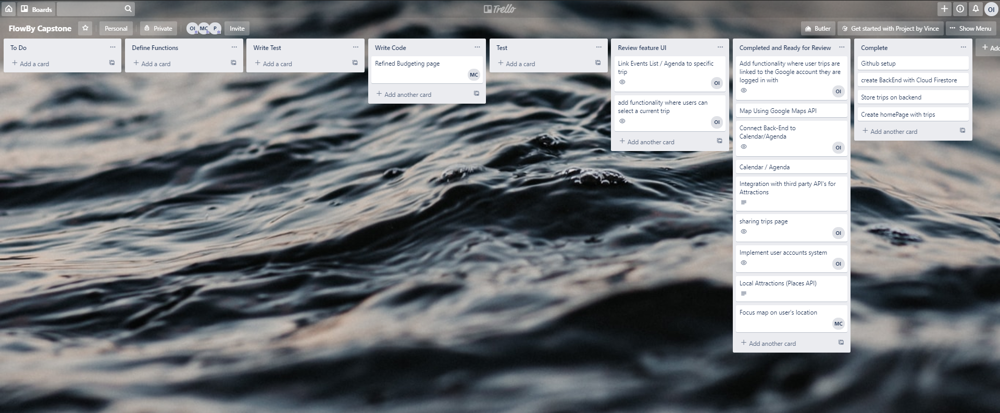 Boards
Trello
OI
FlowBy Capstone
Personal
Private
OI MC P
Invite
Butler
Get started with Project by Vince
Show Menu
To Do
Add a card
Define Functions
Add a card
Write Test
Add a card
Write Code
Refined Budgeting page
MC
Add another card
Test
Add a card
Review feature UI
Link Events List / Agenda to specific
trip
OI
add functionality where users can
select a current trip
OI
Add another card
Completed and Ready for Review
Add functionality where user trips are
linked to the Google account they are
logged in with
OI
Map Using Google Maps API
Connect Back-End to
Calendar/Agenda
OI
Calendar / Agenda
Integration with third party API's for
Attractions
sharing trips page
OI
Implement user accounts system
OI
Local Attractions (Places API)
Focus map on user's location
MC
Add another card
Complete
Github setup
create BackEnd with Cloud Firestore
Store trips on backend
Create homePage with trips
Add another card
Add